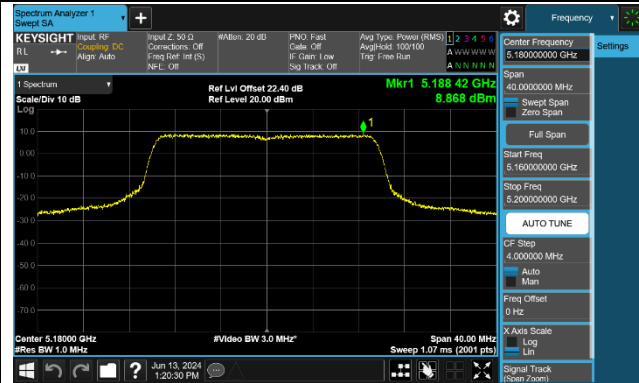 Spectrum Analyzer 1
Swept SA
Frequency
KEYSIGHT
RL
LXI
Input: RF
Coupling: DC
Align: Auto
Input Z: 50 Ω
Corrections: Off
Freq Ref: Int (S)
NFE: Off
#Atten: 20 dB
PNO: Fast
Gate: Off
IF Gain: Low
Sig Track: Off
Avg Type: Power (RMS)
Avg|Hold: 100/100
Trig: Free Run
1 2 3 4 5 6
A W W W W W
A N N N N N
1 Spectrum
Scale/Div 10 dB
Log
Ref Lvl Offset 22.40 dB
Ref Level 20.00 dBm
Mkr1 5.188 42 GHz
8.868 dBm
1
10.0
0.00
-10.0
-20.0
-30.0
-40.0
-50.0
-60.0
-70.0
Center 5.18000 GHz
#Res BW 1.0 MHz
#Video BW 3.0 MHz*
Span 40.00 MHz
Sweep 1.07 ms (2001 pts)
Jun 13, 2024
1:20:30 PM
Center Frequency
5.180000000 GHz
Span
40.0000000 MHz
Swept Span
Zero Span
Full Span
Start Freq
5.160000000 GHz
Stop Freq
5.200000000 GHz
AUTO TUNE
CF Step
4.000000 MHz
Auto
Man
Freq Offset
0 Hz
X Axis Scale
Log
Lin
Signal Track
(Span Zoom)
Settings